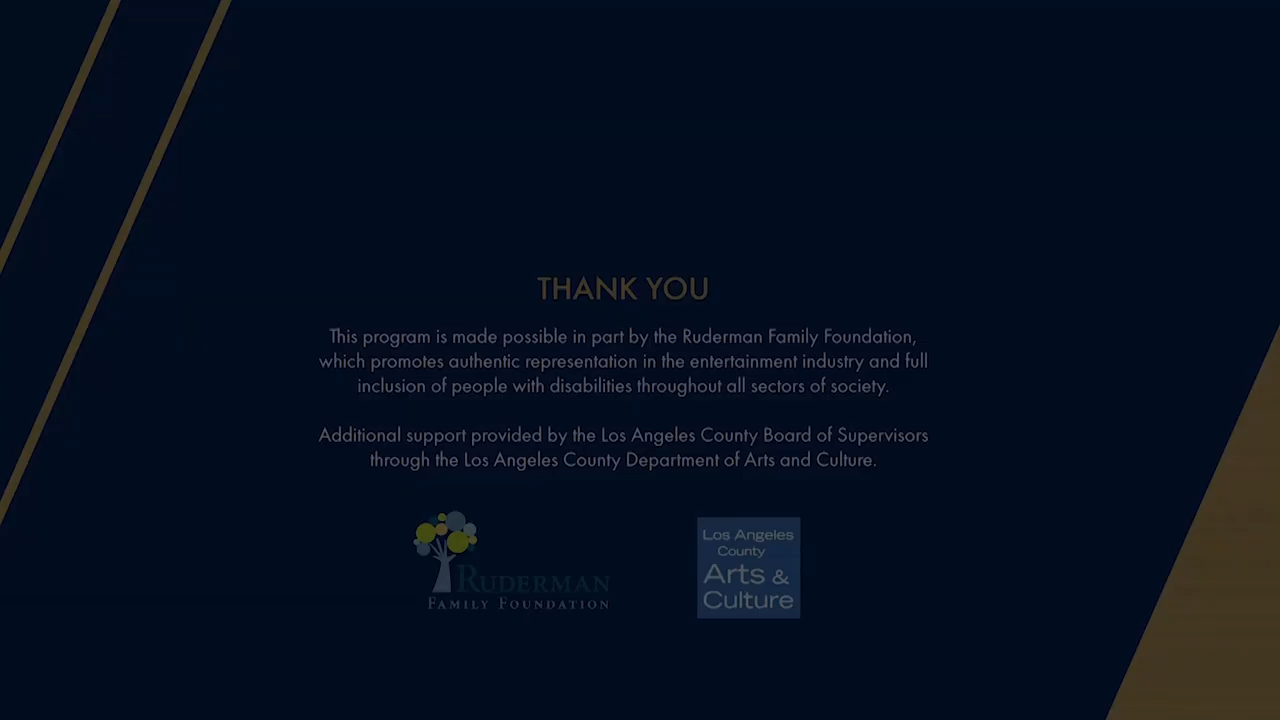 THANK YOU
This program is made possible in part by the Ruderman Family Foundation,
which promotes authentic representation in the entertainment industry and full
inclusion of people with disabilities throughout all sectors of society.
Additional support provided by the Los Angeles County Board of Supervisors
through the Los Angeles County Department of Arts and Culture.
RUDERMAN
FAMILY FOUNDATION
Los Angeles
County
Arts &
Culture